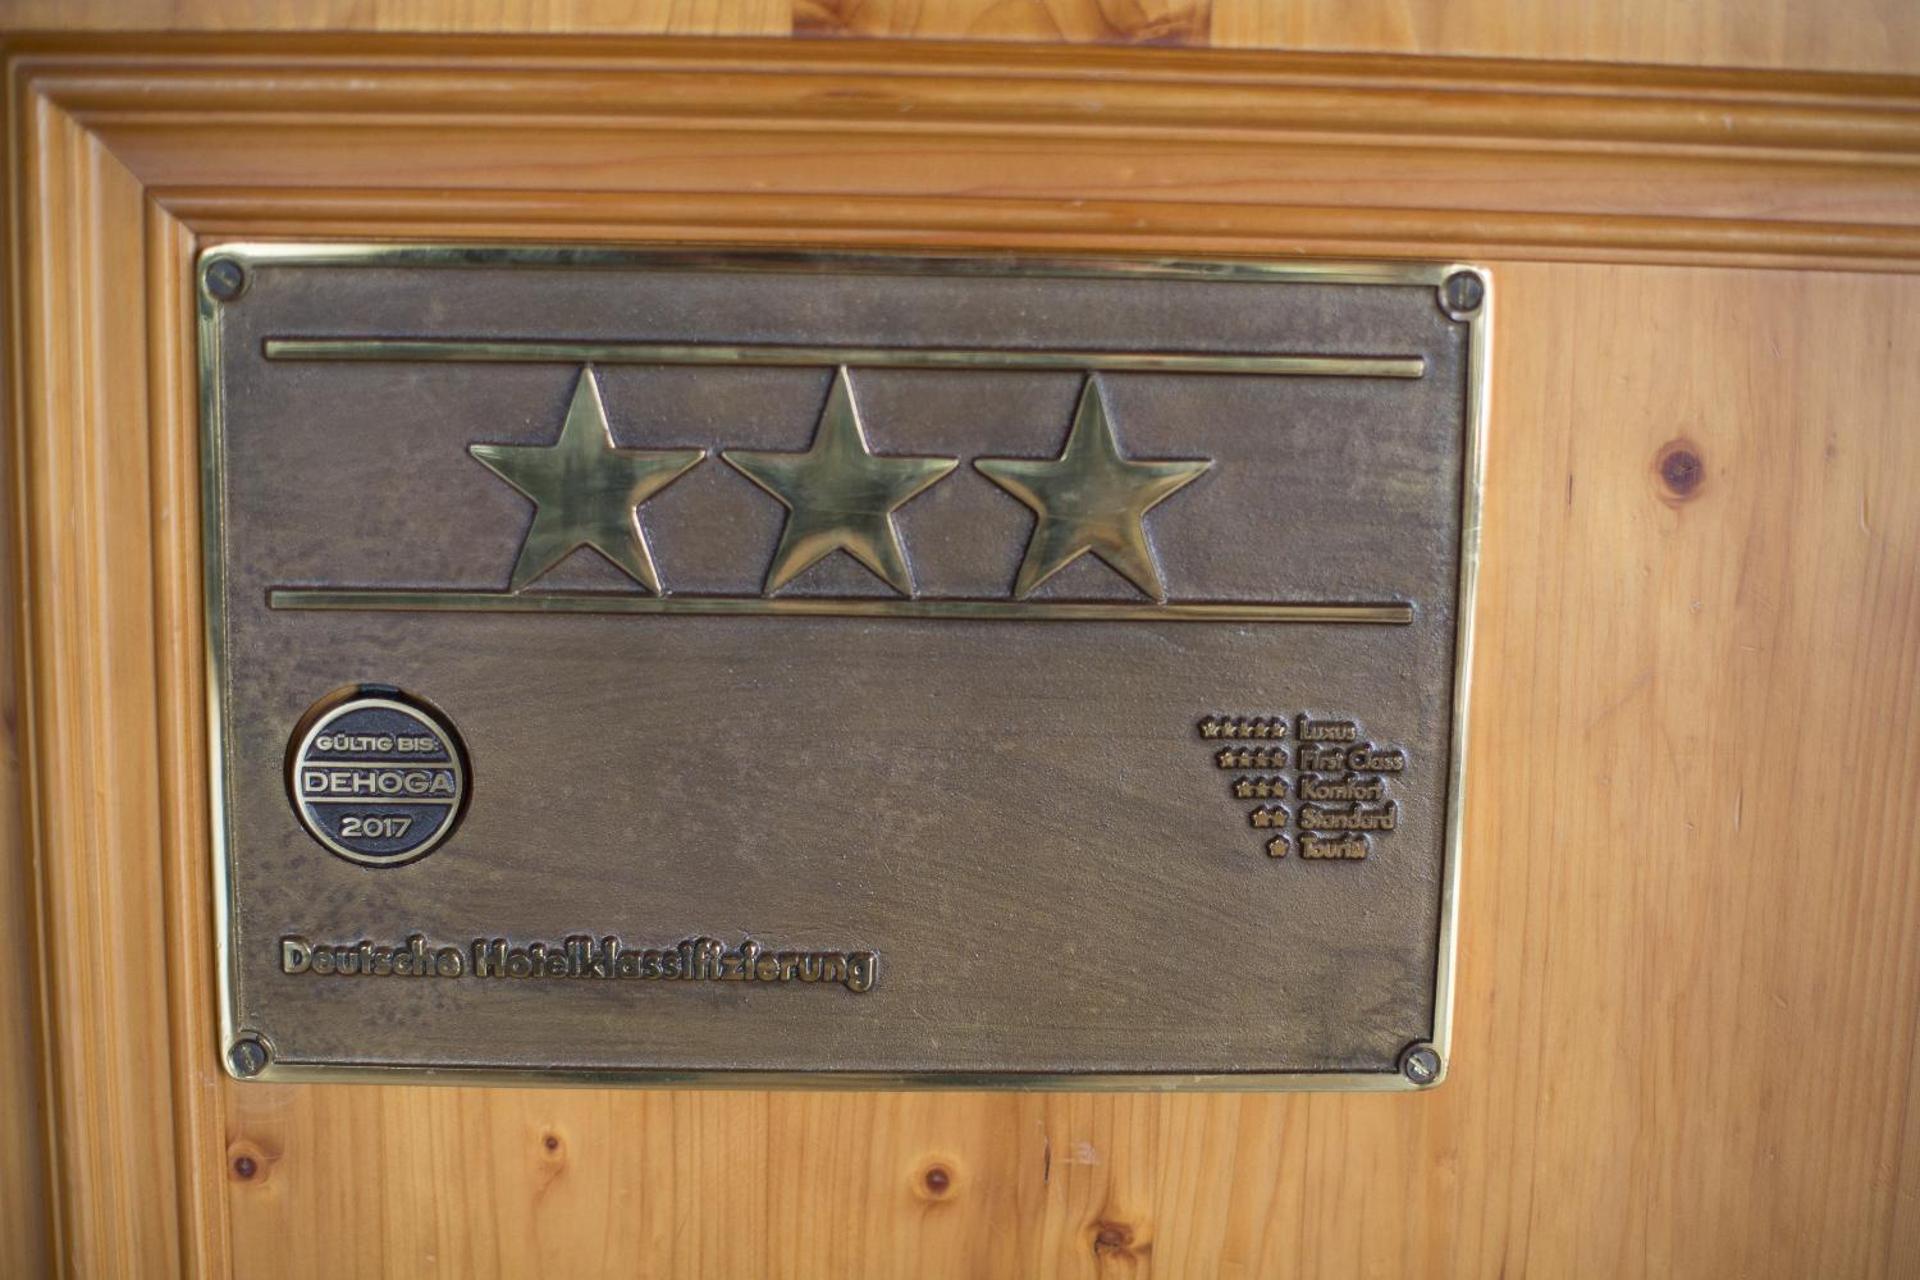 GÜLTIG BIS:
DEHOGA
2017
Luxus
First Class
Komfort
Standard
Tourist
Deutsche Hotelklassifizierung